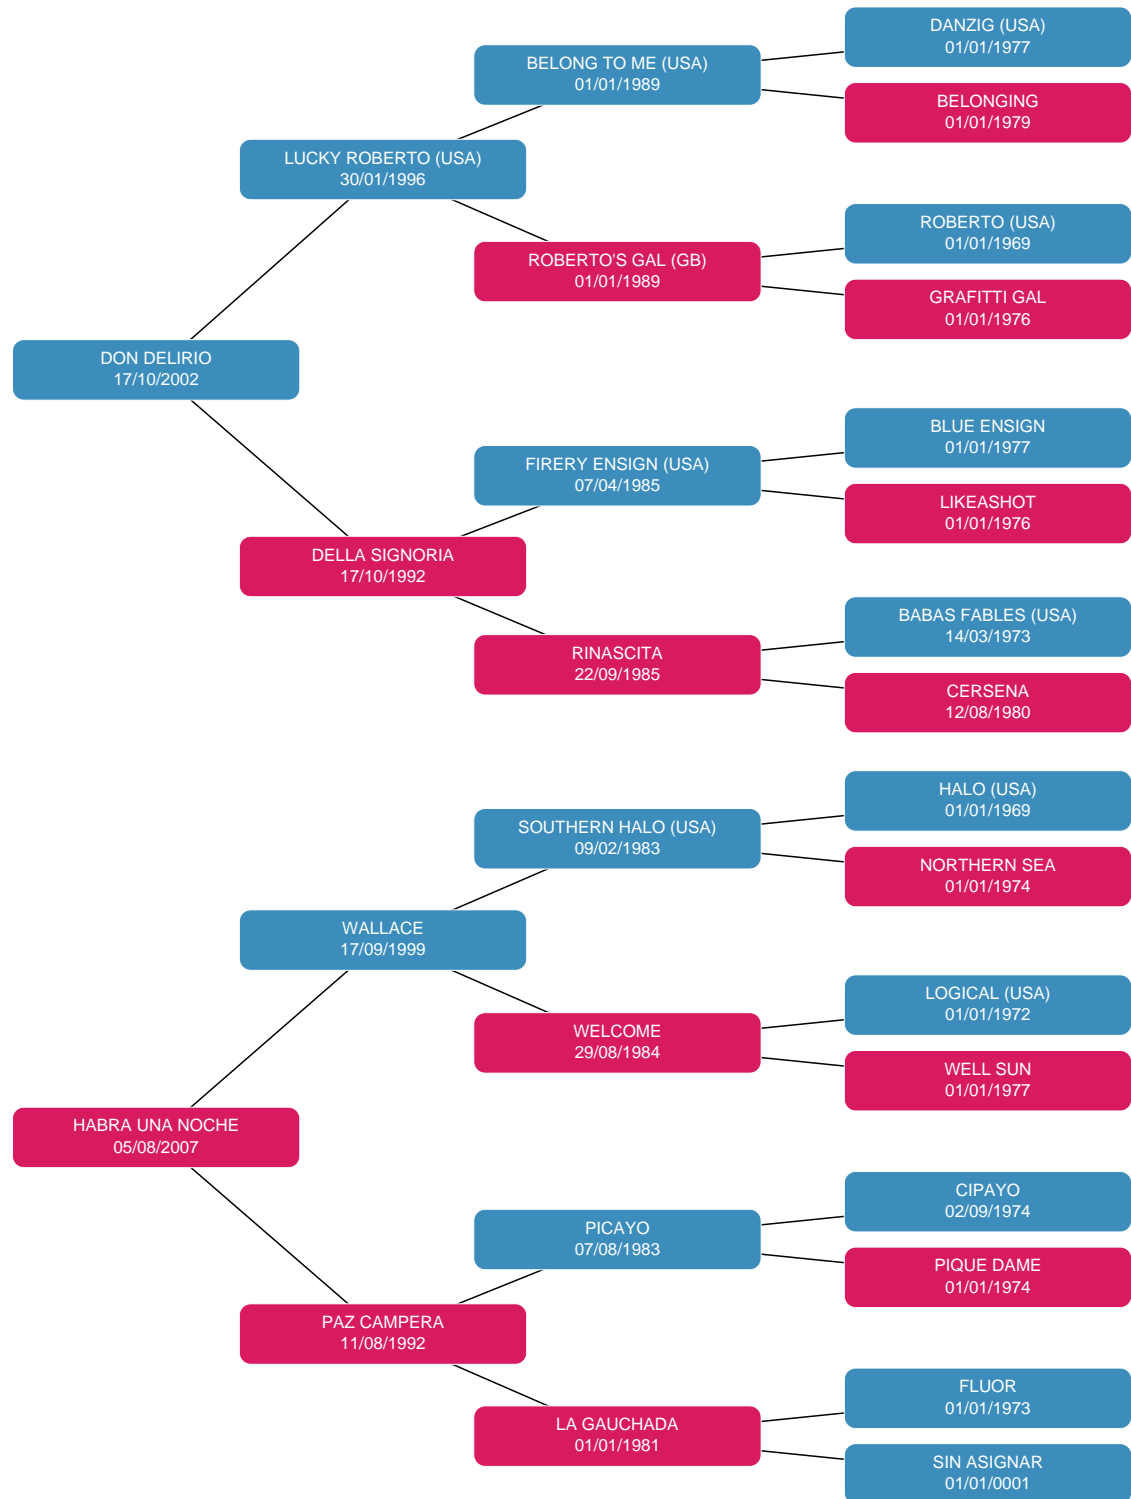 DANZIG (USA)
01/01/1977
BELONG TO ME (USA)
01/01/1989
BELONGING
01/01/1979
LUCKY ROBERTO (USA)
30/01/1996
ROBERTO (USA)
01/01/1969
ROBERTO'S GAL (GB)
01/01/1989
GRAFITTI GAL
01/01/1976
DON DELIRIO
17/10/2002
BLUE ENSIGN
01/01/1977
FIRERY ENSIGN (USA)
07/04/1985
LIKEASHOT
01/01/1976
DELLA SIGNORIA
17/10/1992
BABAS FABLES (USA)
14/03/1973
RINASCITA
22/09/1985
CERSENA
12/08/1980
HALO (USA)
01/01/1969
SOUTHERN HALO (USA)
09/02/1983
NORTHERN SEA
01/01/1974
WALLACE
17/09/1999
LOGICAL (USA)
01/01/1972
WELCOME
29/08/1984
WELL SUN
01/01/1977
HABRA UNA NOCHE
05/08/2007
CIPAYO
02/09/1974
PICAYO
07/08/1983
PIQUE DAME
01/01/1974
PAZ CAMPERA
11/08/1992
FLUOR
01/01/1973
LA GAUCHADA
01/01/1981
SIN ASIGNAR
01/01/0001